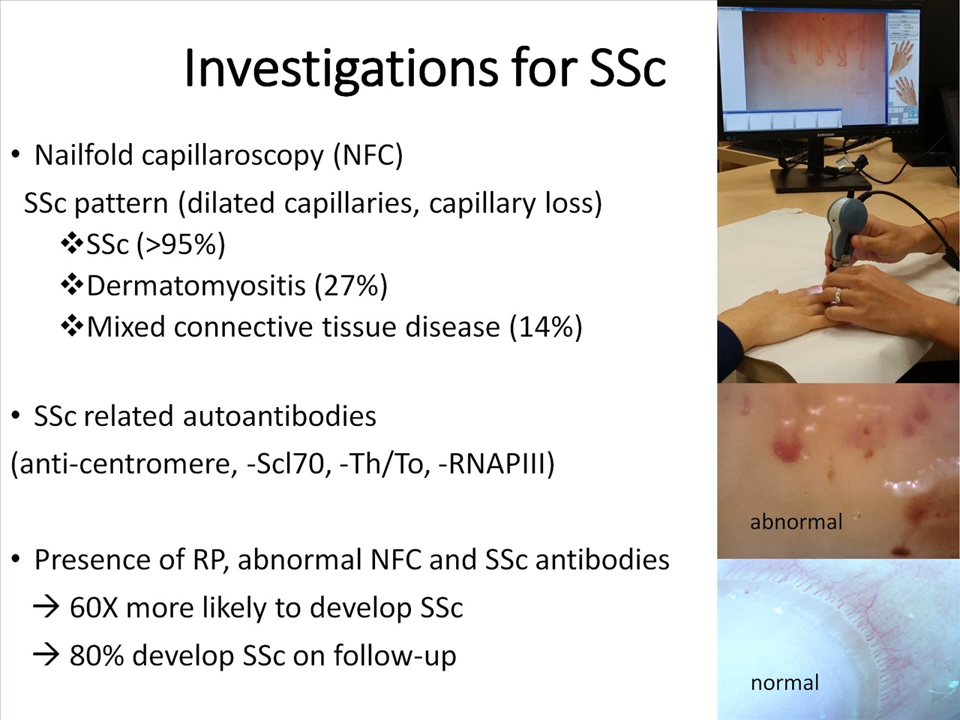 Investigations for SSc
• Nailfold capillaroscopy (NFC)
SSc pattern (dilated capillaries, capillary loss)
❖SSc (>95%)
❖Dermatomyositis (27%)
❖Mixed connective tissue disease (14%)
• SSc related autoantibodies
(anti-centromere, -Scl70, -Th/To, -RNAPIII)
• Presence of RP, abnormal NFC and SSc antibodies
→ 60X more likely to develop SSc
→ 80% develop SSc on follow-up
SAMSUNG
abnormal
normal